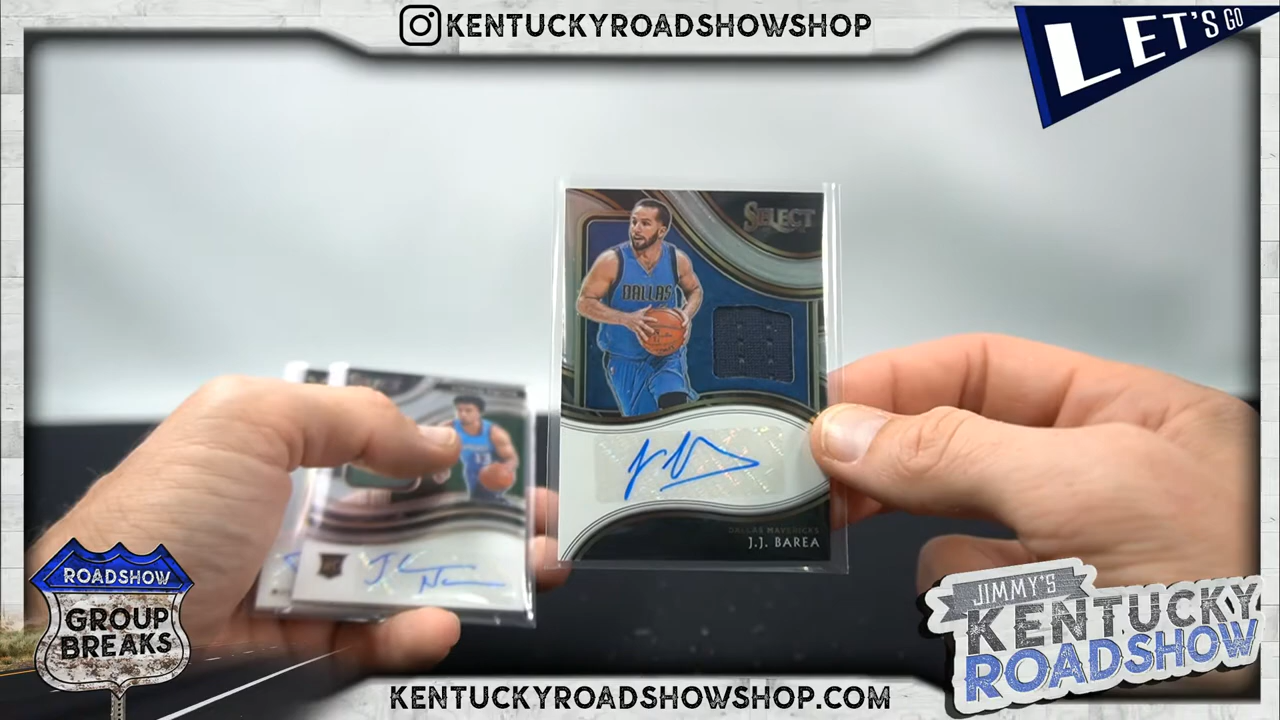 KENTUCKYROADSHOWSHOP
LET'S GO
SELECT
DALLAS
DALLAS MAVERICKS
J.J. BAREA
ROADSHOW
GROUP
BREAKS
JIMMY'S
KENTUCKY
ROADSHOW
KENTUCKYROADSHOWSHOP.COM